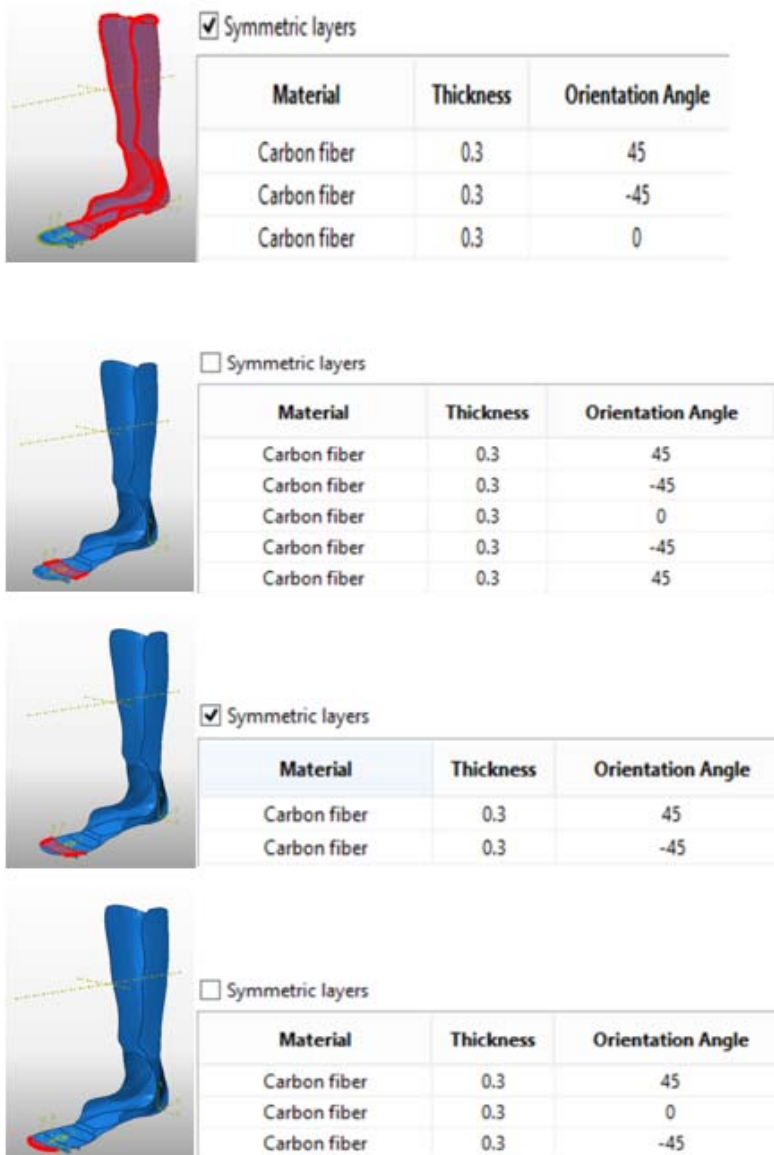 Symmetric layers
Material Thickness Orientation Angle
Carbon fiber 0.3 45
Carbon fiber 0.3 -45
Carbon fiber 0.3 0
Symmetric layers
Material Thickness Orientation Angle
Carbon fiber 0.3 45
Carbon fiber 0.3 -45
Carbon fiber 0.3 0
Carbon fiber 0.3 -45
Carbon fiber 0.3 45
Symmetric layers
Material Thickness Orientation Angle
Carbon fiber 0.3 45
Carbon fiber 0.3 -45
Symmetric layers
Material Thickness Orientation Angle
Carbon fiber 0.3 45
Carbon fiber 0.3 0
Carbon fiber 0.3 -45